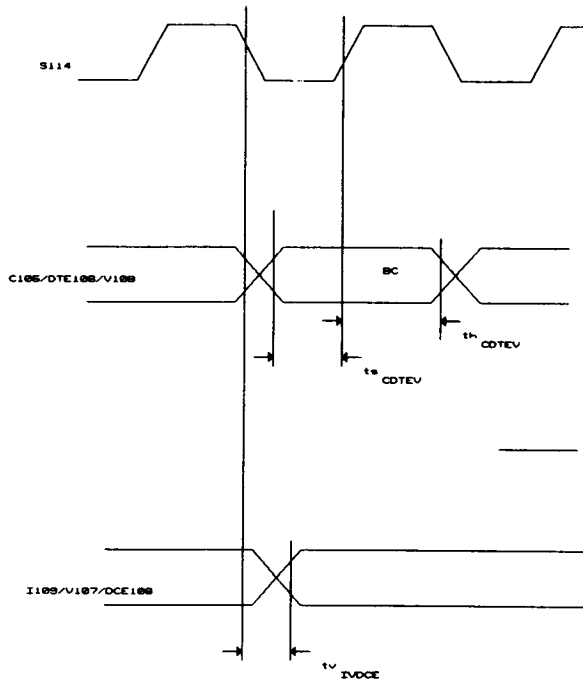 S114
C105/DTE108/V108
BC
th CDTEV
ts CDTEV
I109/V107/DCE108
tv IVDCE